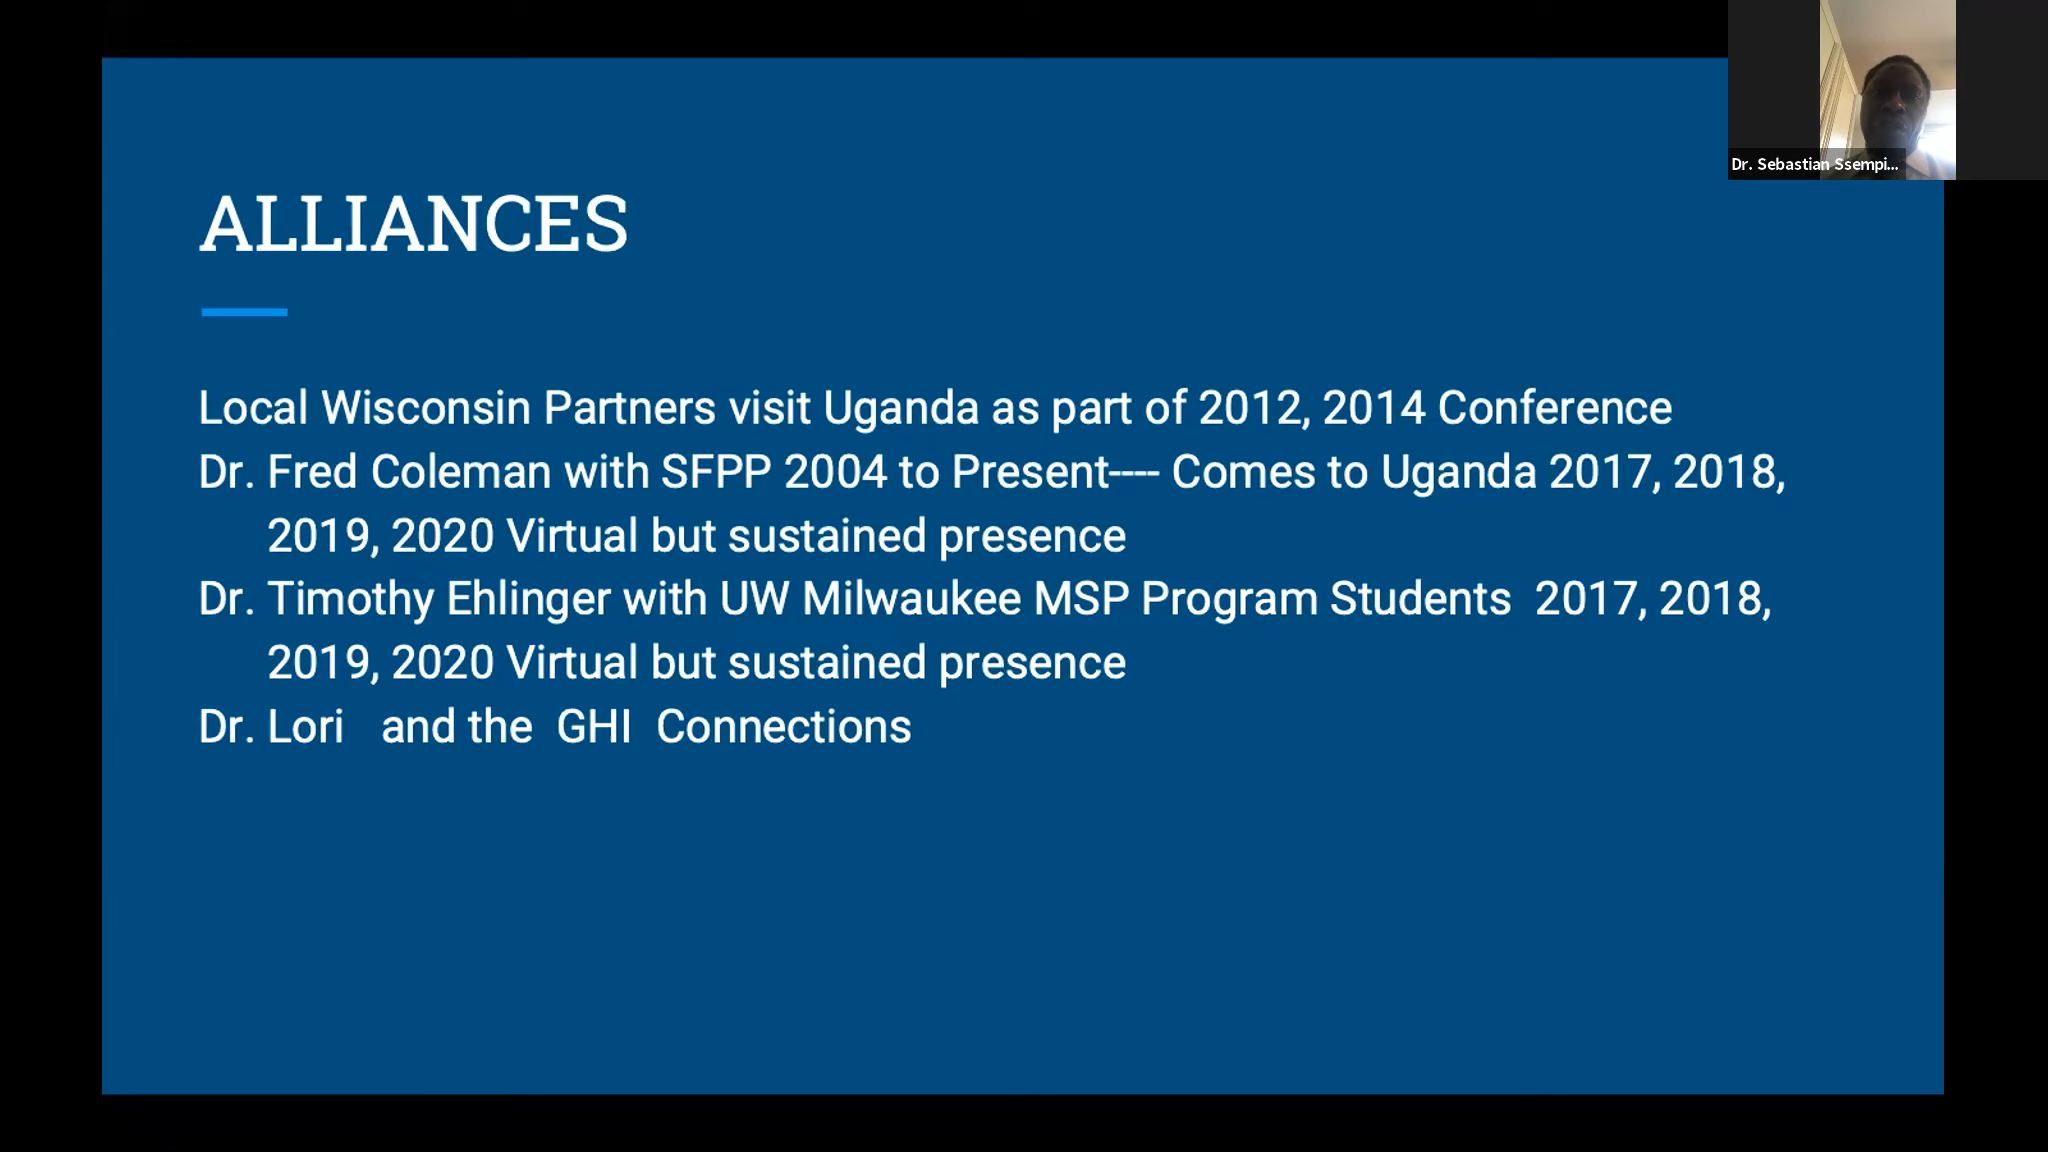 Dr. Sebastian Ssempi...
ALLIANCES
Local Wisconsin Partners visit Uganda as part of 2012, 2014 Conference
Dr. Fred Coleman with SFPP 2004 to Present---- Comes to Uganda 2017, 2018,
2019, 2020 Virtual but sustained presence
Dr. Timothy Ehlinger with UW Milwaukee MSP Program Students 2017, 2018,
2019, 2020 Virtual but sustained presence
Dr. Lori and the GHI Connections